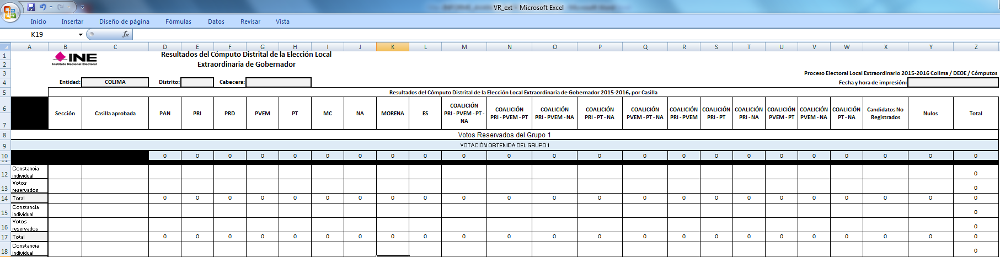 VR_ext - Microsoft Excel
Inicio Insertar Diseño de página Fórmulas Datos Revisar Vista
K19 fx
A B C D E F G H I J K L M N O P Q R S T U V W X Y Z
1 INE Resultados del Cómputo Distrital de la Elección Local
Instituto Nacional Electoral
2 Extraordinaria de Gobernador
3 Proceso Electoral Local Extraordinario 2015-2016 Colima / DEOE / Cómputos
4 Entidad: COLIMA Distrito: Cabecera: Fecha y hora de impresión:
5 Resultados del Cómputo Distrital de la Elección Local Extraordinaria de Gobernador 2015-2016, por Casilla
6
7
Sección Casilla aprobada PAN PRI PRD PVEM PT MC NA MORENA ES
COALICIÓN
PRI - PVEM - PT -
NA
COALICIÓN
PRI - PVEM - PT
COALICIÓN
PRI - PVEM - NA
COALICIÓN
PRI - PT - NA
COALICIÓN
PVEM - PT - NA
COALICIÓN
PRI - PVEM
COALICIÓN
PRI - PT
COALICIÓN
PRI - NA
COALICIÓN
PVEM - PT
COALICIÓN
PVEM - NA
COALICIÓN
PT - NA
Candidatos No
Registrados
Nulos
Total
8 Votos Reservados del Grupo 1
9 VOTACIÓN OBTENIDA DEL GRUPO 1
10 0 0 0 0 0 0 0 0 0 0 0 0 0 0 0 0 0 0 0 0 0 0 0
11
12 Constancia
individual 0
13 Votos
reservados 0
14 Total 0 0 0 0 0 0 0 0 0 0 0 0 0 0 0 0 0 0 0 0 0 0 0
15 Constancia
individual 0
16 Votos
reservados 0
17 Total 0 0 0 0 0 0 0 0 0 0 0 0 0 0 0 0 0 0 0 0 0 0 0
18 Constancia
individual 0